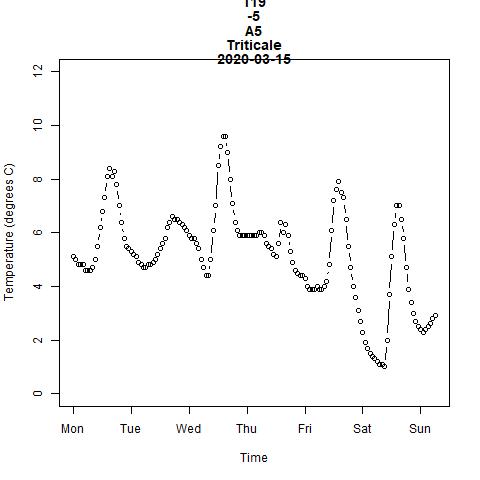 T19
-5
A5
Triticale
2020-03-15
Temperature (degrees C)
12
10
8
6
4
2
0
Mon Tue Wed Thu Fri Sat Sun
Time